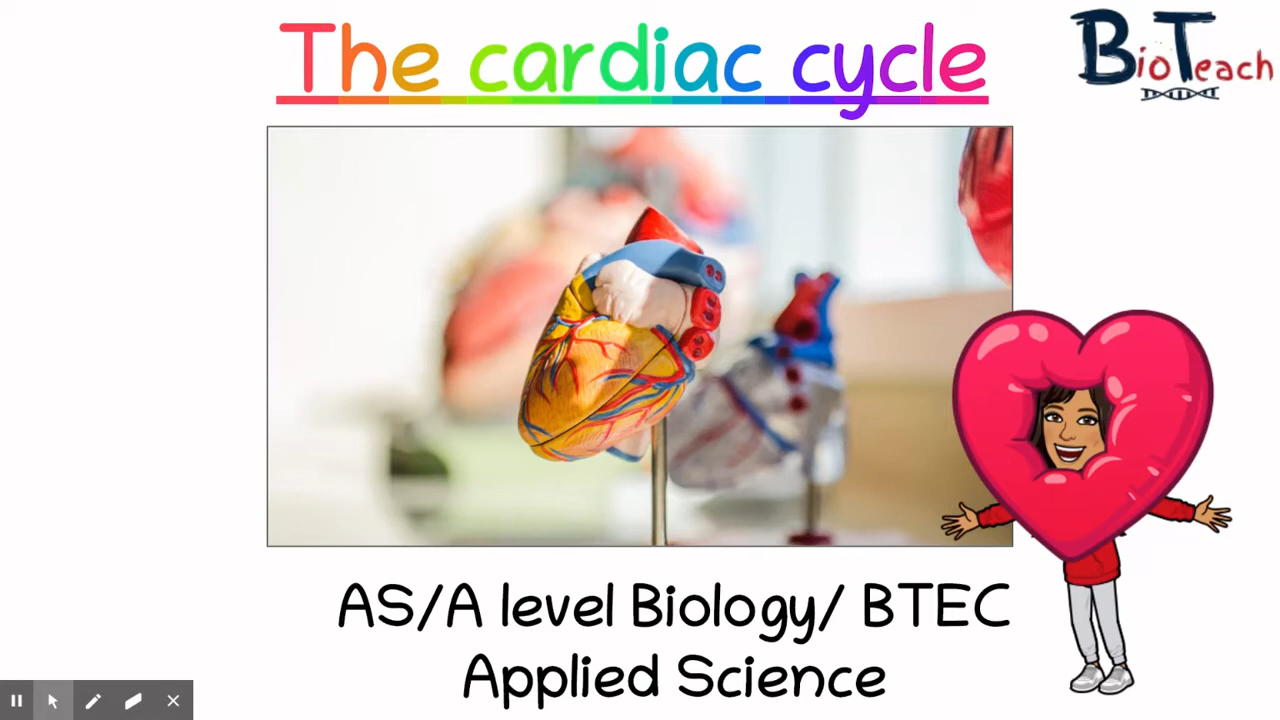 The cardiac cycle
BioTeach
AS/A level Biology/ BTEC
Applied Science